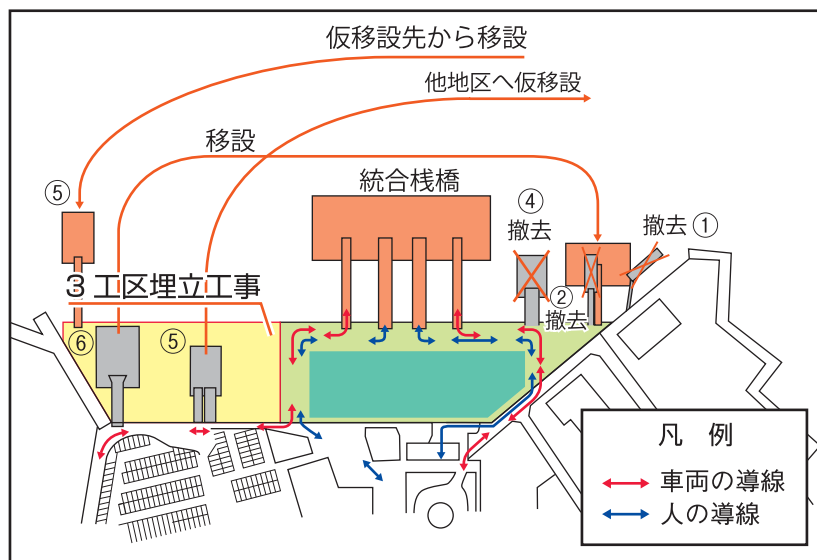 仮移設先から移設
他地区へ仮移設
移設
⑤
統合桟橋
④
撤去
撤去 ①
3 工区埋立工事
②
撤去
⑥
⑤
凡 例
車両の導線
人の導線